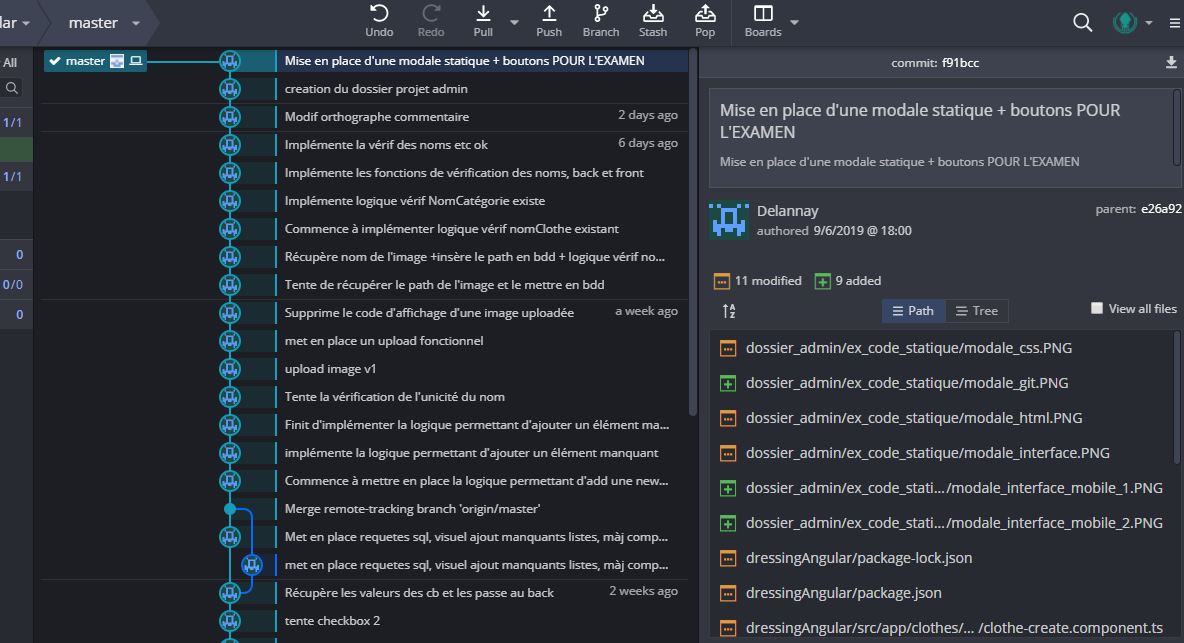 lar
master
Undo
Redo
Pull
Push
Branch
Stash
Pop
Boards
All
1/1
1/1
0
0/0
0
master
Mise en place d'une modale statique + boutons POUR L'EXAMEN
creation du dossier projet admin
Modif orthographe commentaire
2 days ago
Implémente la vérif des noms etc ok
6 days ago
Implémente les fonctions de vérification des noms, back et front
Implémente logique vérif NomCatégorie existe
Commence à implémenter logique vérif nomClothe existant
Récupère nom de l'image +insère le path en bdd + logique vérif no...
Tente de récupérer le path de l'image et le mettre en bdd
Supprime le code d'affichage d'une image uploadée
a week ago
met en place un upload fonctionnel
upload image v1
Tente la vérification de l'unicité du nom
Finit d'implémenter la logique permettant d'ajouter un élément ma...
implémente la logique permettant d'ajouter un élément manquant
Commence à mettre en place la logique permettant d'add une new...
Merge remote-tracking branch 'origin/master'
Met en place requetes sql, visuel ajout manquants listes, màj comp...
met en place requetes sql, visuel ajout manquants listes, màj comp...
Récupère les valeurs des cb et les passe au back
2 weeks ago
tente checkbox 2
commit: f91bcc
Mise en place d'une modale statique + boutons POUR
L'EXAMEN
Mise en place d'une modale statique + boutons POUR L'EXAMEN
Delannay
authored 9/6/2019 @ 18:00
parent: e26a92
11 modified
9 added
Path
Tree
View all files
dossier_admin/ex_code_statique/modale_css.PNG
dossier_admin/ex_code_statique/modale_git.PNG
dossier_admin/ex_code_statique/modale_html.PNG
dossier_admin/ex_code_statique/modale_interface.PNG
dossier_admin/ex_code_stati.../modale_interface_mobile_1.PNG
dossier_admin/ex_code_stati.../modale_interface_mobile_2.PNG
dressingAngular/package-lock.json
dressingAngular/package.json
dressingAngular/src/app/clothes/... /clothe-create.component.ts